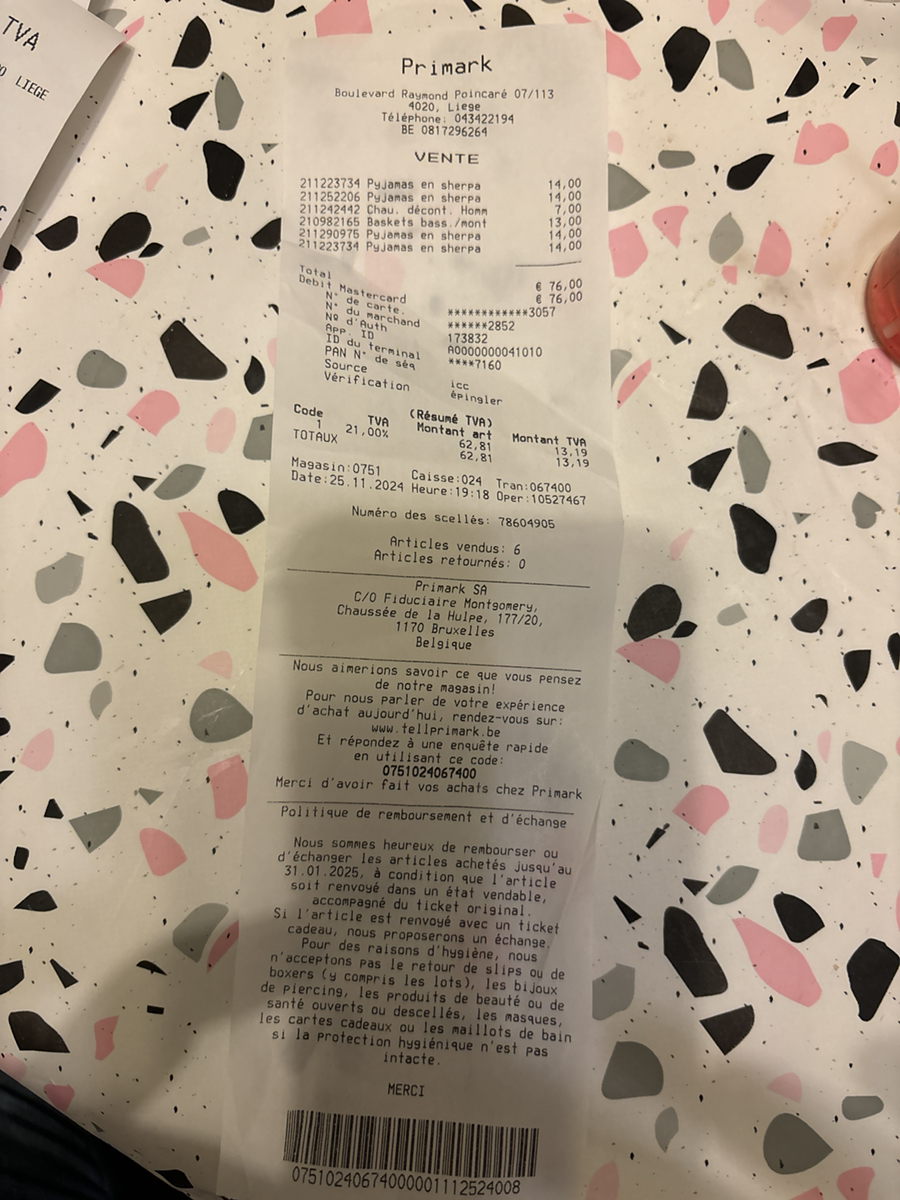 TVA
LIEGE
Primark
Boulevard Raymond Poincaré 07/113
4020, Liege
Téléphone: 043422194
BE 0817296264
VENTE
211223734 Pyjamas en sherpa 14,00
211252206 Pyjamas en sherpa 14,00
211242442 Chau. décont. Homm 7,00
210982165 Baskets bass./mont 13,00
211290975 Pyjamas en sherpa 14,00
211223734 Pyjamas en sherpa 14,00
Total € 76,00
Debit Mastercard € 76,00
N° de carte. ************3057
N° du marchand ******2852
Nº d'Auth 173832
App. ID A0000000041010
ID du terminal ****7160
PAN N° de séq
Source icc
Vérification épingler
(Résumé TVA)
Code TVA Montant art Montant TVA
1 21,00% 62,81 13,19
TOTAUX 62,81 13,19
Magasin:0751 Caisse:024 Tran:067400
Date:25.11.2024 Heure:19:18 Oper:10527467
Numéro des scellés: 78604905
Articles vendus: 6
Articles retournés: 0
Primark SA
C/O Fiduciaire Montgomery,
Chaussée de la Hulpe, 177/20,
1170 Bruxelles
Belgique
Nous aimerions savoir ce que vous pensez
de notre magasin!
Pour nous parler de votre expérience
d'achat aujourd'hui, rendez-vous sur:
www.tellprimark.be
Et répondez à une enquête rapide
en utilisant ce code:
0751024067400
Merci d'avoir fait vos achats chez Primark
Politique de remboursement et d'échange
Nous sommes heureux de rembourser ou
d'échanger les articles achetés jusqu'au
31.01.2025, à condition que l'article
soit renvoyé dans un état vendable,
accompagné du ticket original.
Si l'article est renvoyé avec un ticket
cadeau, nous proposerons un échange.
Pour des raisons d'hygiène, nous
n'acceptons pas le retour de slips ou de
boxers (y compris les lots), les bijoux
de piercing, les produits de beauté ou de
santé ouverts ou descellés, les masques,
les cartes cadeaux ou les maillots de bain
si la protection hygiénique n'est pas
intacte.
MERCI
0751024067400001112524008